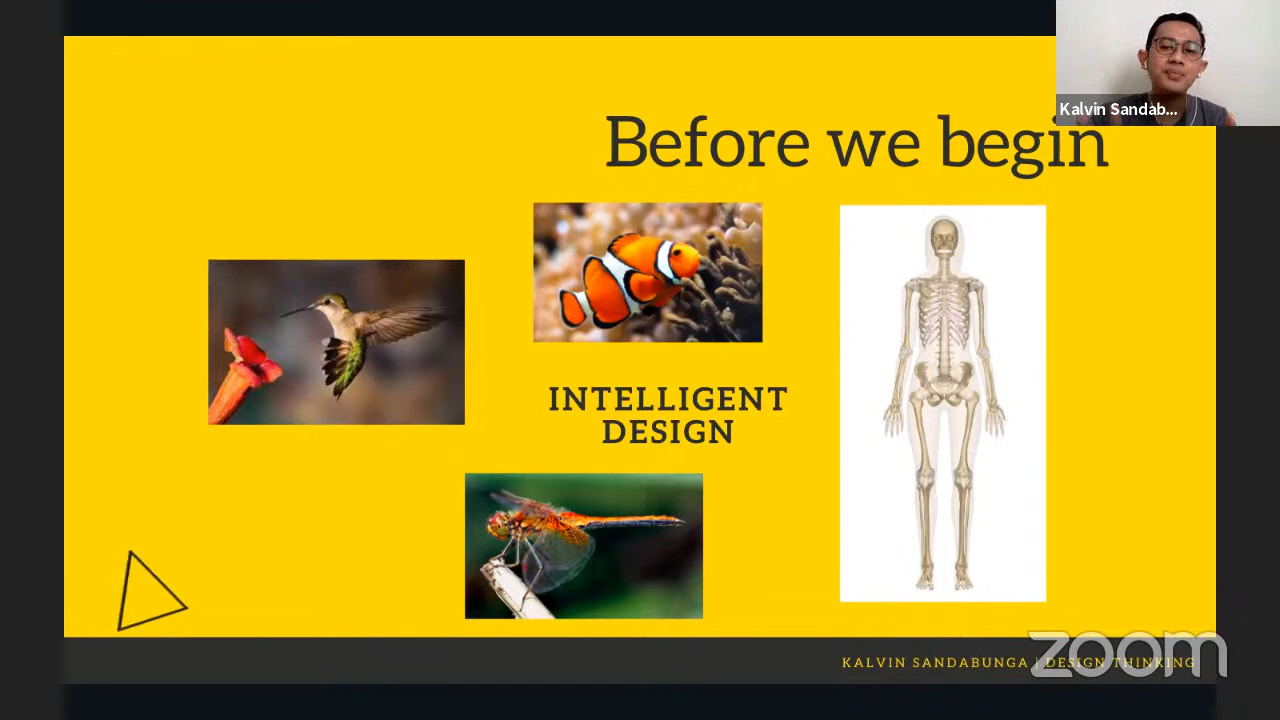 Kalvin Sandab...
Before we begin
INTELLIGENT
DESIGN
KALVIN SANDABUNGA | DESIGN THINKING
zoom